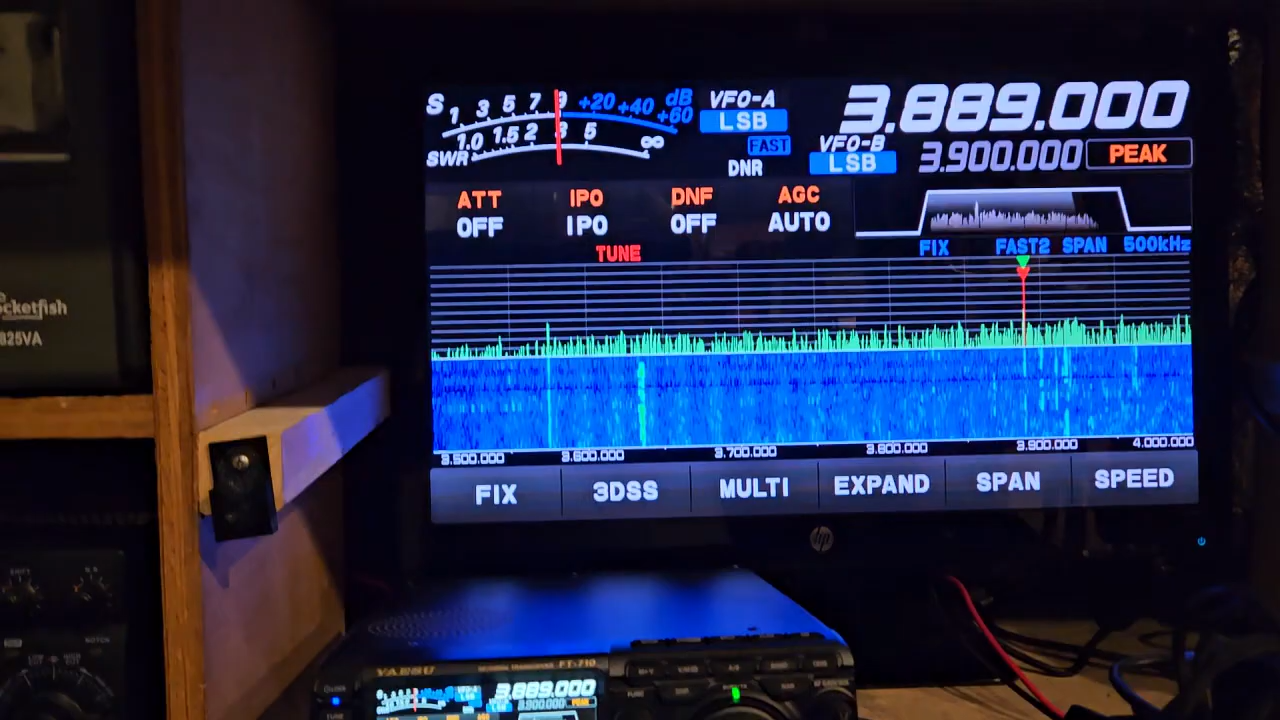 S 1 3 5 7 9 +20 +40 +60 dB
1.0 1.5 2 3 5 ∞
SWR
VFO-A
LSB
3.889.000
FAST
DNR
VFO-B
LSB
3.900.000
PEAK
ATT
OFF
IPO
IPO
DNF
OFF
AGC
AUTO
TUNE
FIX FAST2 SPAN 500kHz
3.500.000 3.600.000 3.700.000 3.800.000 3.900.000 4.000.000
FIX 3DSS MULTI EXPAND SPAN SPEED
hp
ocketfish
825VA
NOTCH
YAESU
FT-710
3.889.000
3.900.000